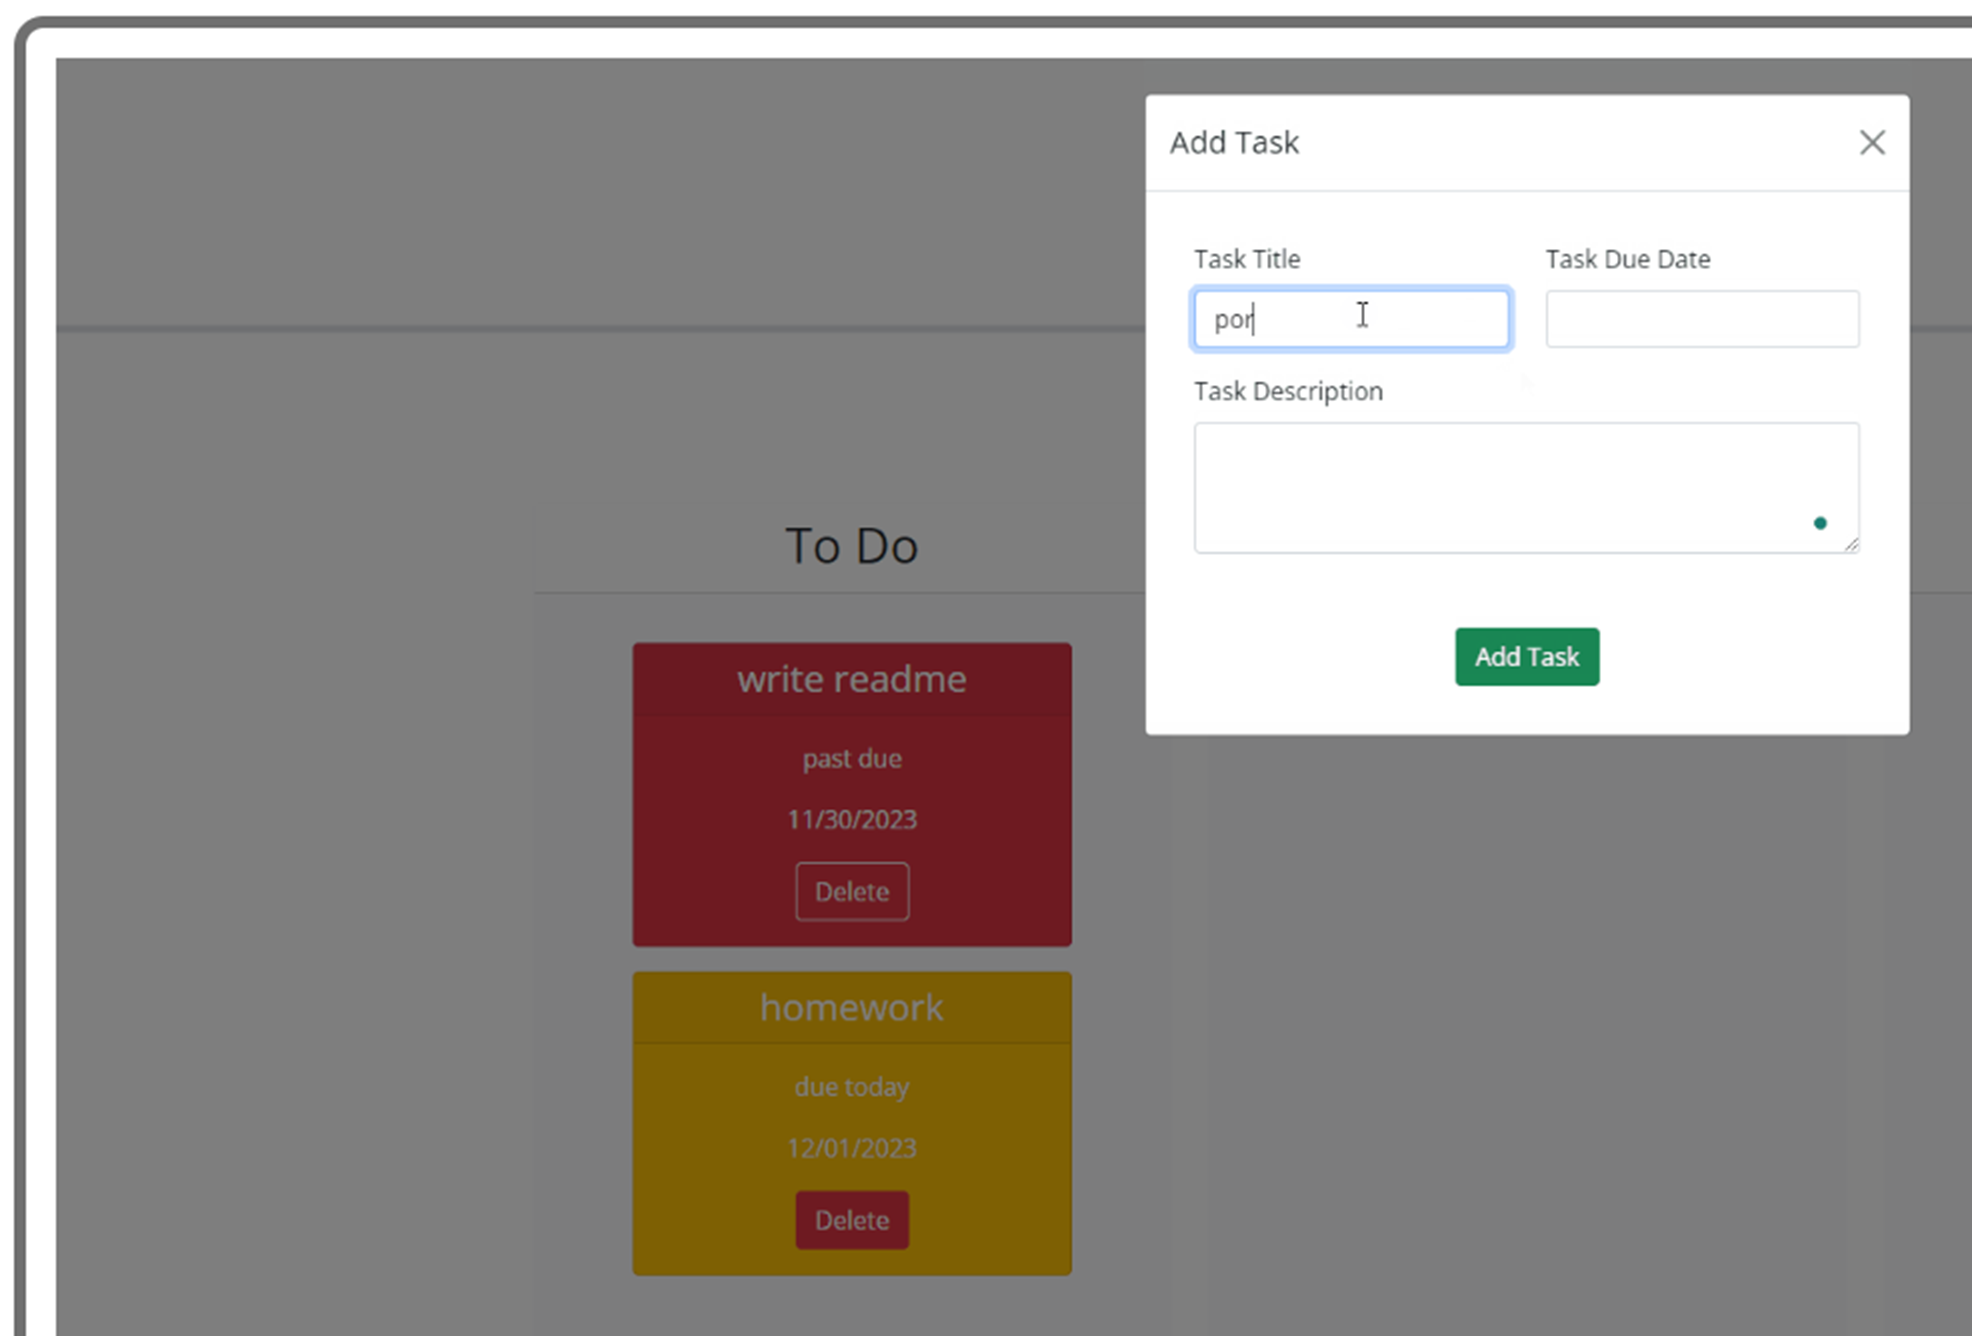 Add Task
Task Title
Task Due Date
por
Task Description
Add Task
To Do
write readme
past due
11/30/2023
Delete
homework
due today
12/01/2023
Delete